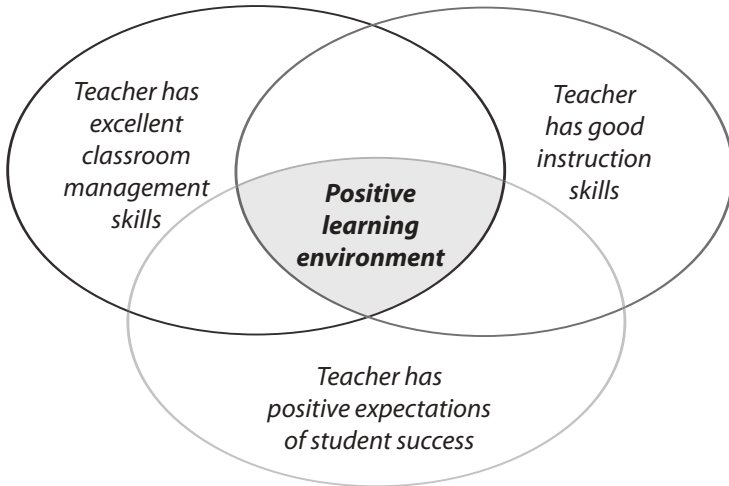 Teacher has
excellent
classroom
management
skills
Teacher
has good
instruction
skills
Positive
learning
environment
Teacher has
positive expectations
of student success